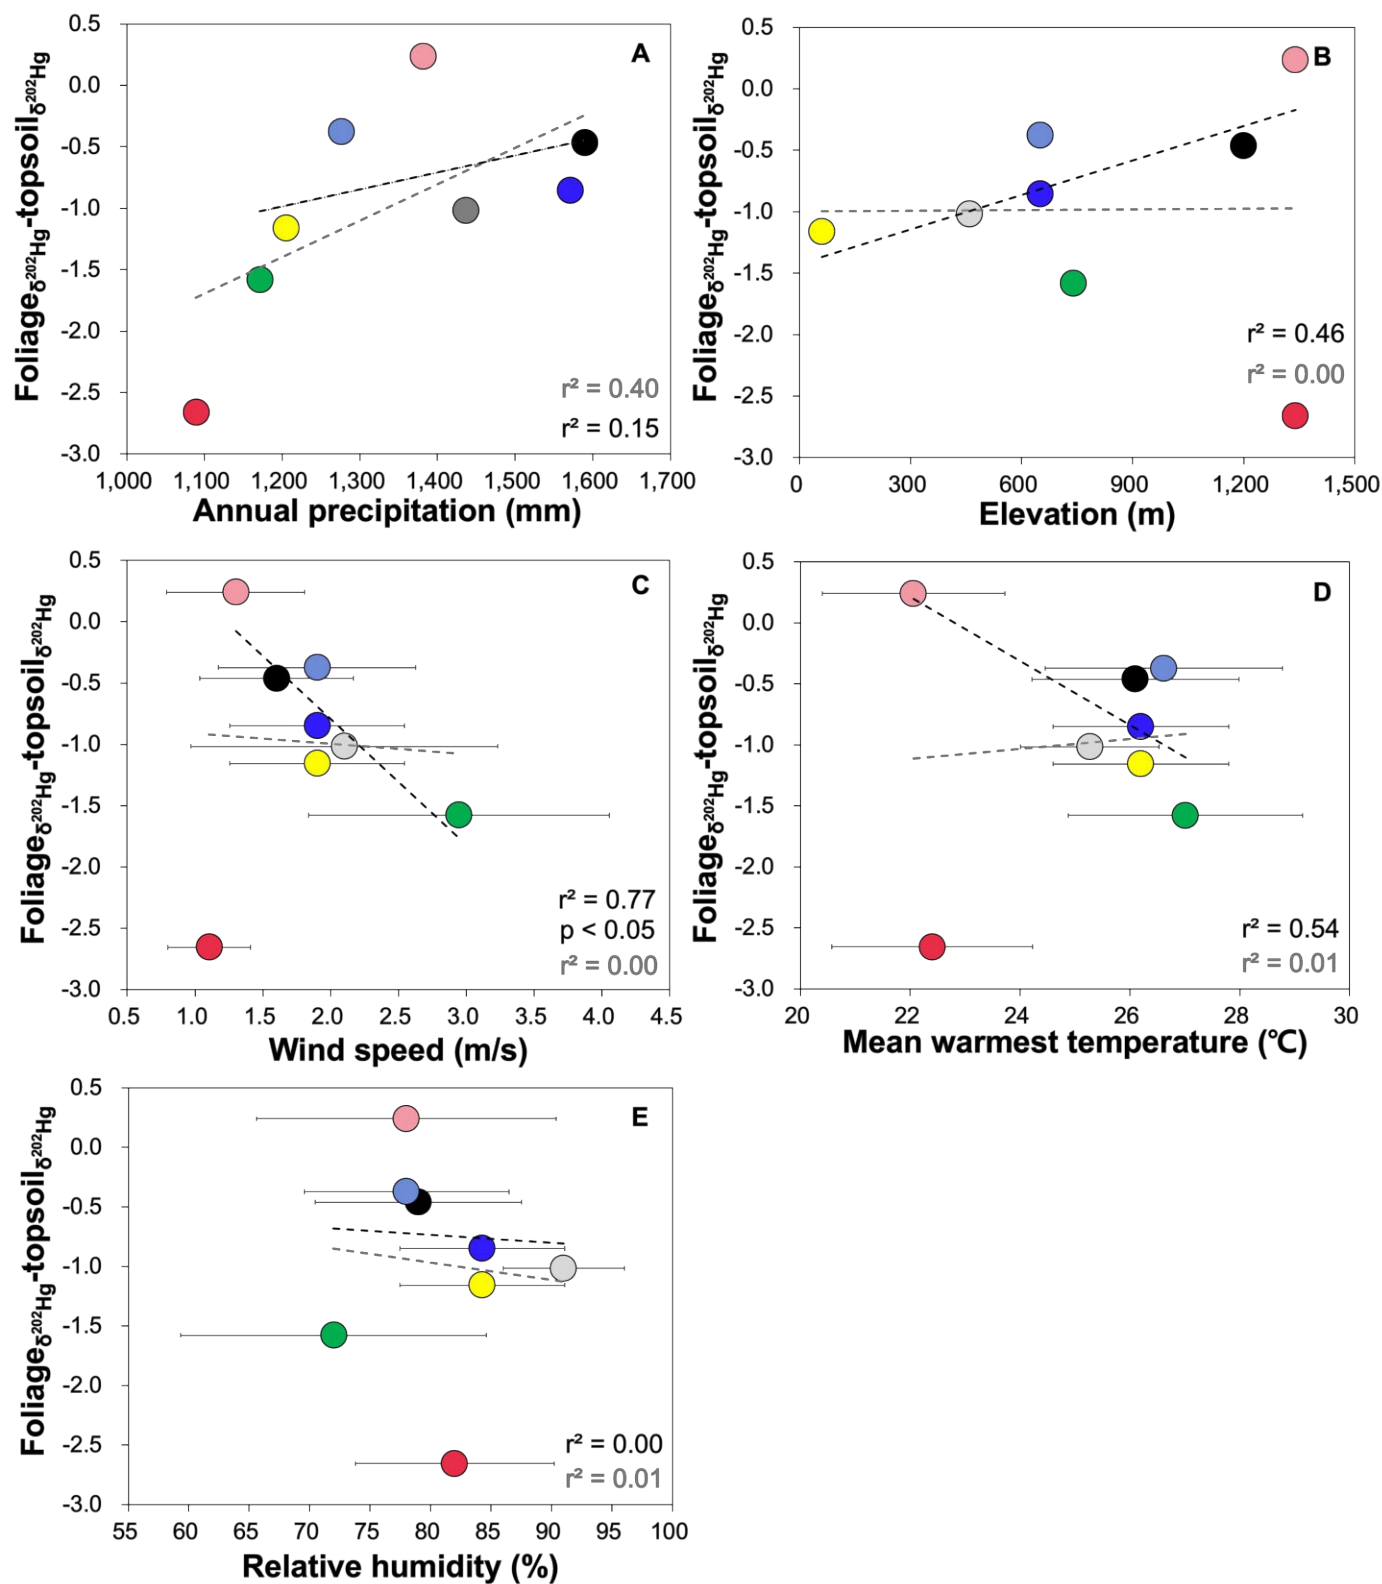 A
Foliageδ²⁰²Hg-topsoilδ²⁰²Hg
0.5
0.0
-0.5
-1.0
-1.5
-2.0
-2.5
-3.0
r² = 0.40
r² = 0.15
1,000 1,100 1,200 1,300 1,400 1,500 1,600 1,700
Annual precipitation (mm)
B
Foliageδ²⁰²Hg-topsoilδ²⁰²Hg
0.5
0.0
-0.5
-1.0
-1.5
-2.0
-2.5
-3.0
r² = 0.46
r² = 0.00
0 300 600 900 1,200 1,500
Elevation (m)
C
Foliageδ²⁰²Hg-topsoilδ²⁰²Hg
0.5
0.0
-0.5
-1.0
-1.5
-2.0
-2.5
-3.0
r² = 0.77
p < 0.05
r² = 0.00
0.5 1.0 1.5 2.0 2.5 3.0 3.5 4.0 4.5
Wind speed (m/s)
D
Foliageδ²⁰²Hg-topsoilδ²⁰²Hg
0.5
0.0
-0.5
-1.0
-1.5
-2.0
-2.5
-3.0
r² = 0.54
r² = 0.01
20 22 24 26 28 30
Mean warmest temperature (℃)
E
Foliageδ²⁰²Hg-topsoilδ²⁰²Hg
0.5
0.0
-0.5
-1.0
-1.5
-2.0
-2.5
-3.0
r² = 0.00
r² = 0.01
55 60 65 70 75 80 85 90 95 100
Relative humidity (%)